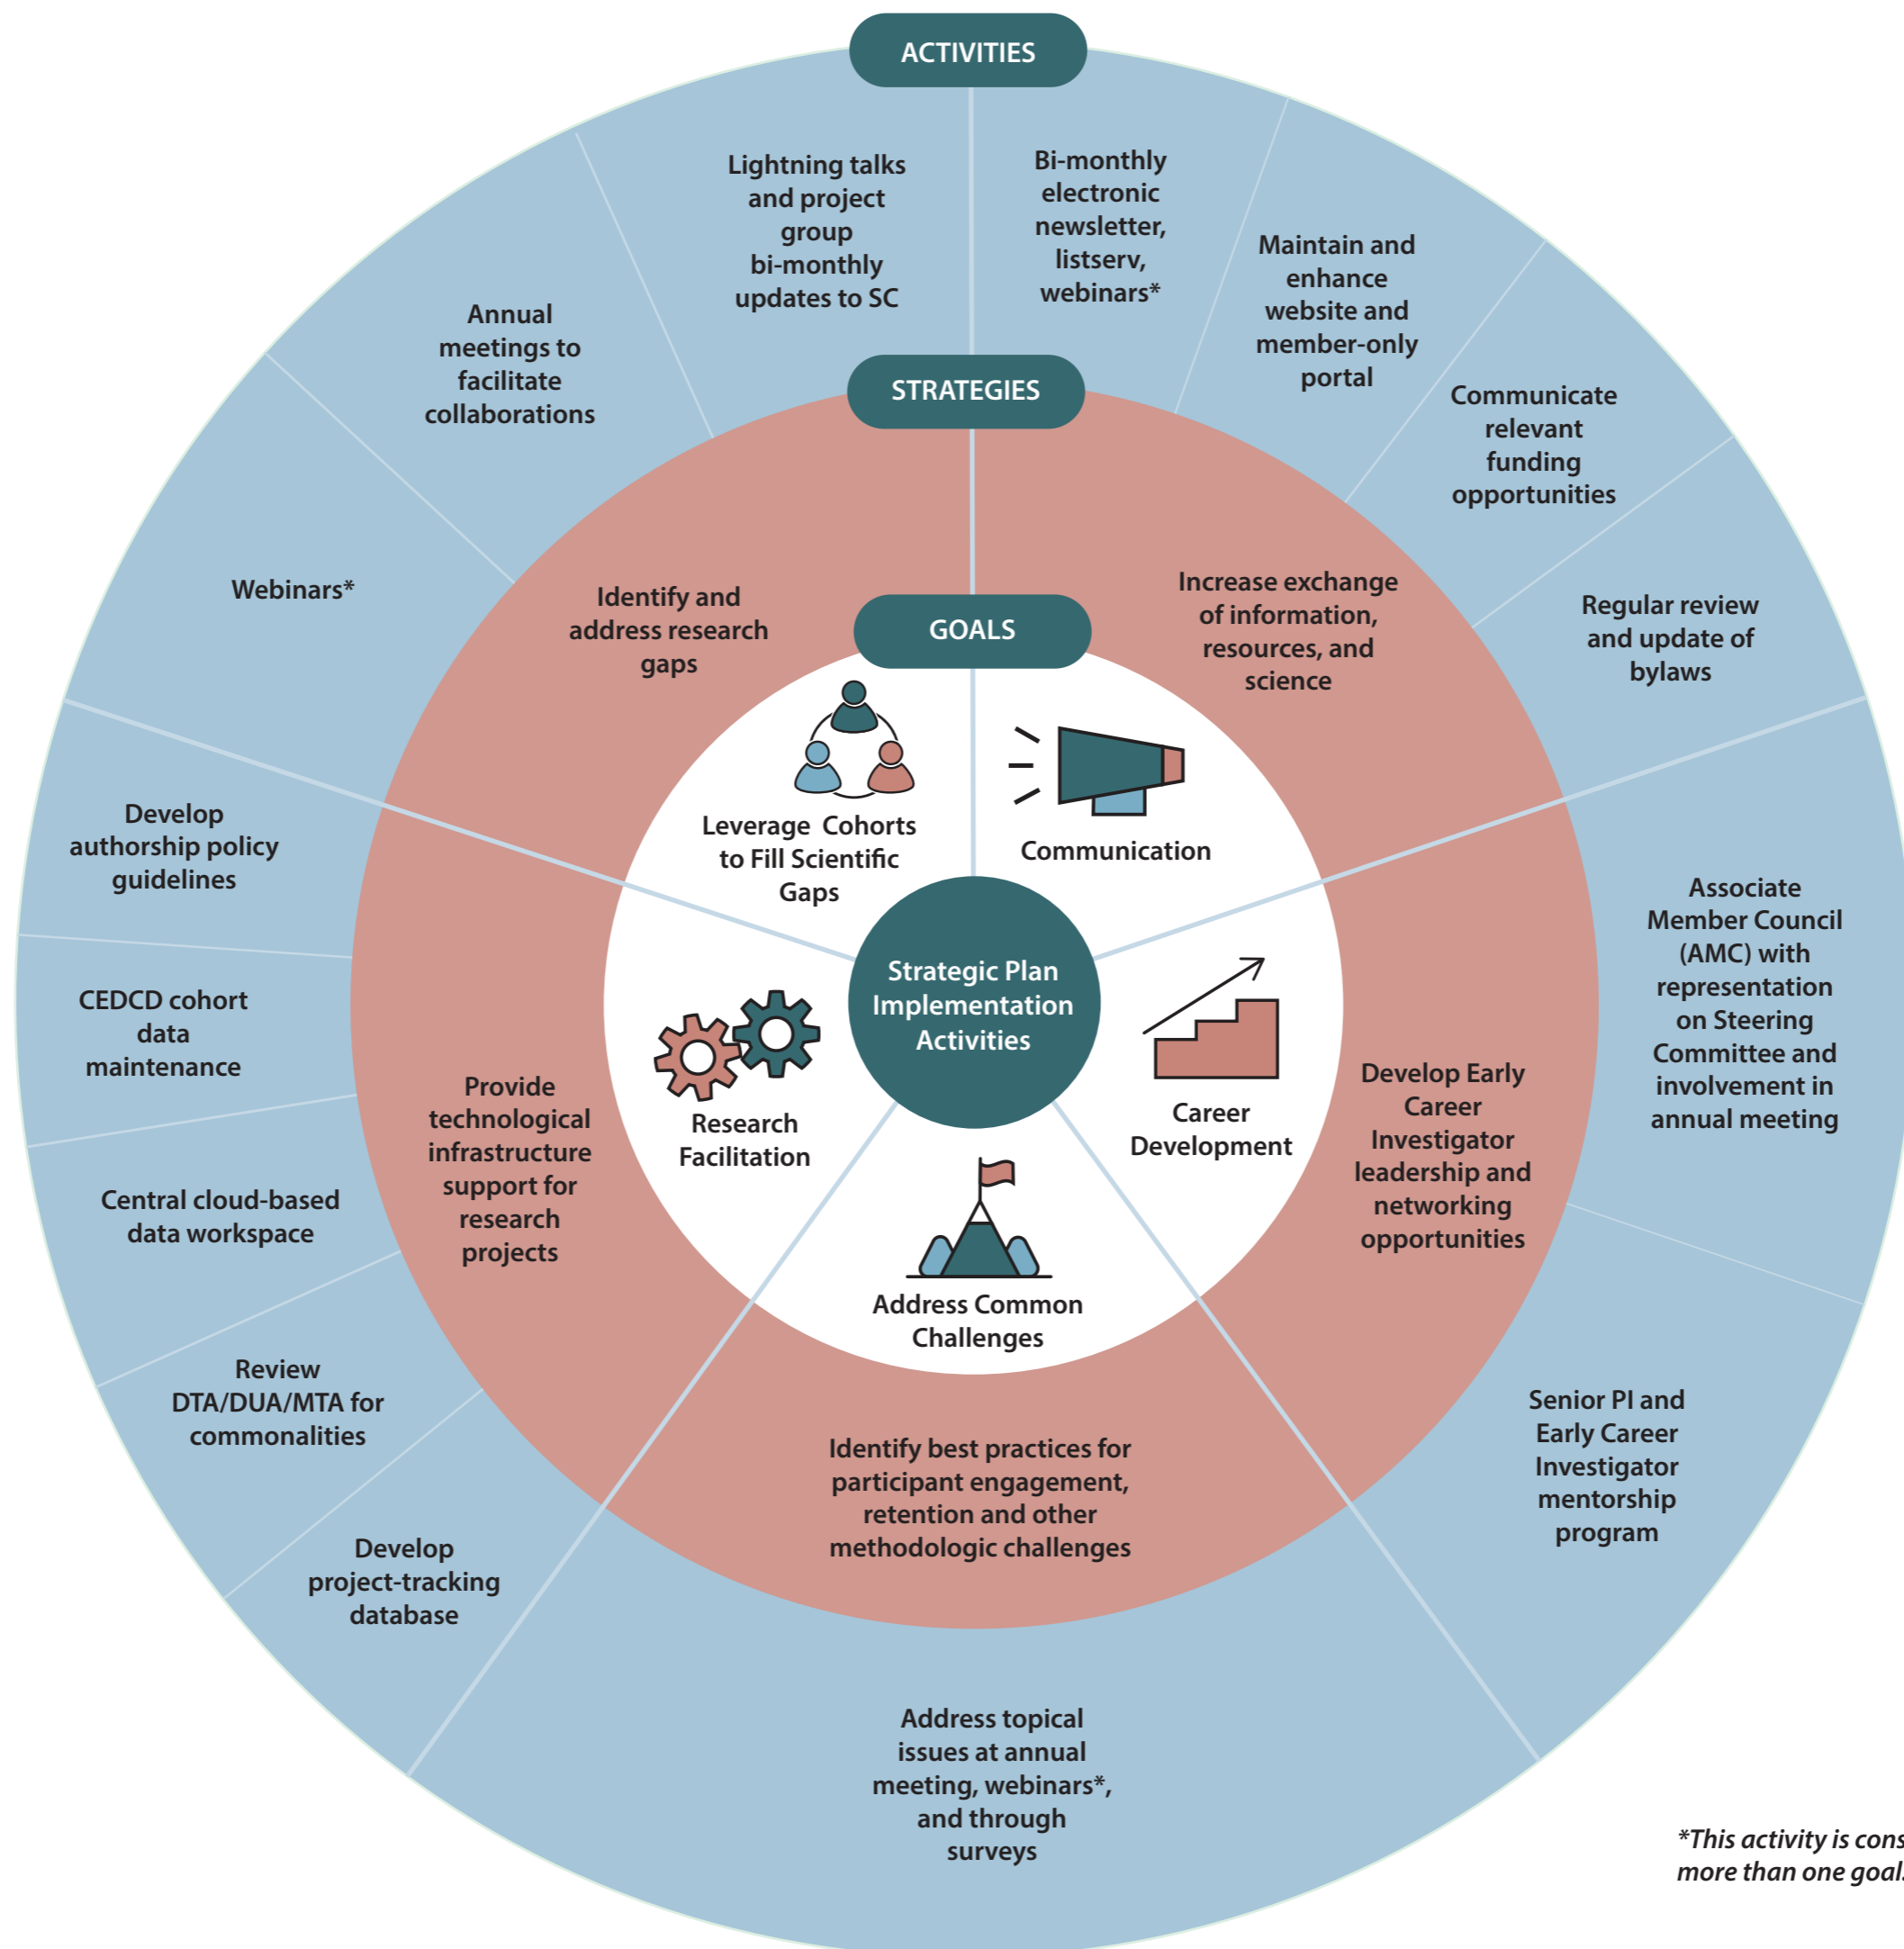 ACTIVITIES
Lightning talks
and project
group
bi-monthly
updates to SC
Bi-monthly
electronic
newsletter,
listserv,
webinars*
Maintain and
enhance
website and
member-only
portal
Communicate
relevant
funding
opportunities
Regular review
and update of
bylaws
Annual
meetings to
facilitate
collaborations
Webinars*
STRATEGIES
Identify and
address research
gaps
Increase exchange
of information,
resources, and
science
GOALS
Leverage Cohorts
to Fill Scientific
Gaps
Communication
Develop
authorship policy
guidelines
CEDCD cohort
data
maintenance
Central cloud-based
data workspace
Review
DTA/DUA/MTA for
commonalities
Develop
project-tracking
database
Provide
technological
infrastructure
support for
research
projects
Research
Facilitation
Strategic Plan
Implementation
Activities
Career
Development
Develop Early
Career
Investigator
leadership and
networking
opportunities
Associate
Member Council
(AMC) with
representation
on Steering
Committee and
involvement in
annual meeting
Senior PI and
Early Career
Investigator
mentorship
program
Address Common
Challenges
Identify best practices for
participant engagement,
retention and other
methodologic challenges
Address topical
issues at annual
meeting, webinars*,
and through
surveys
*This activity is
more than one goal.